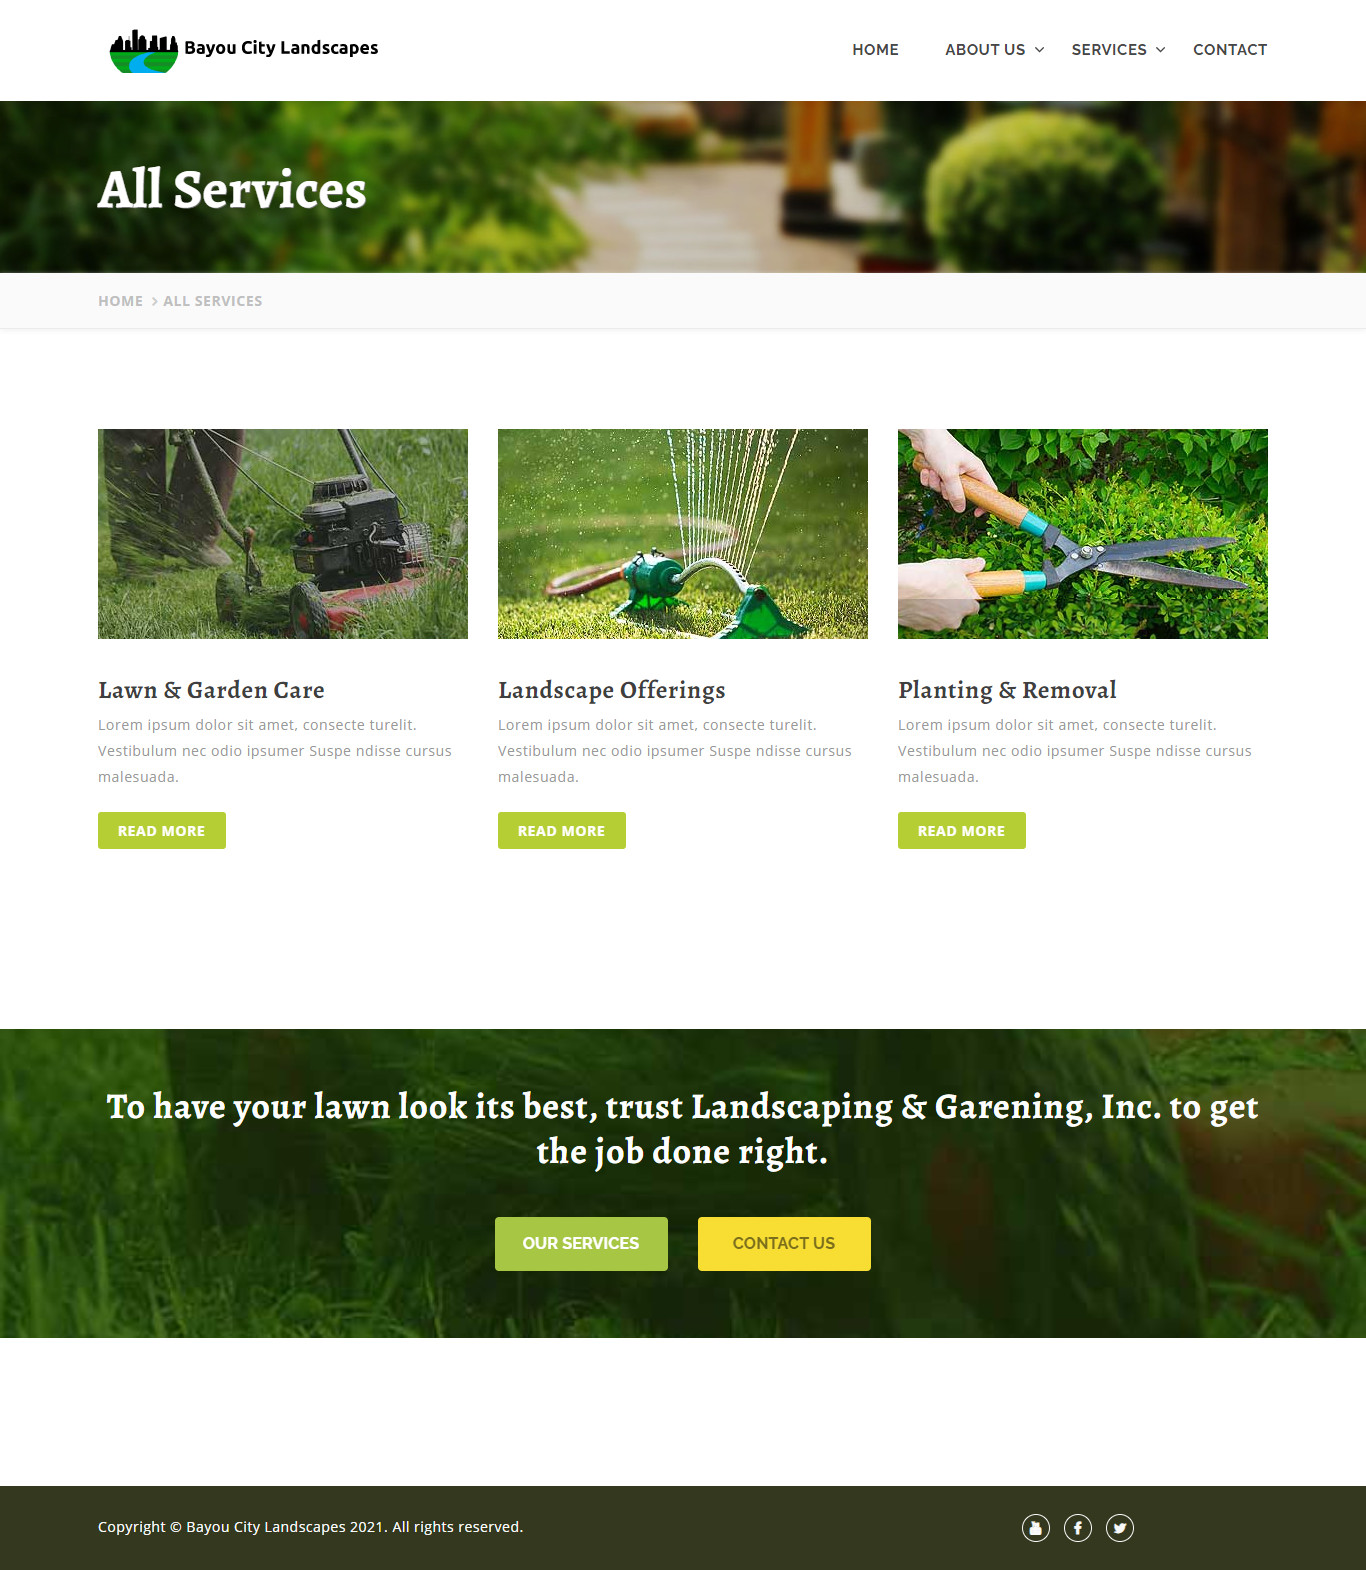 Bayou City Landscapes
HOME ABOUT US SERVICES CONTACT
All Services
HOME ALL SERVICES
Lawn & Garden Care
Lorem ipsum dolor sit amet, consecte turelit.
Vestibulum nec odio ipsumer Suspe ndisse cursus
malesuada.
READ MORE
Landscape Offerings
Lorem ipsum dolor sit amet, consecte turelit.
Vestibulum nec odio ipsumer Suspe ndisse cursus
malesuada.
READ MORE
Planting & Removal
Lorem ipsum dolor sit amet, consecte turelit.
Vestibulum nec odio ipsumer Suspe ndisse cursus
malesuada.
READ MORE
To have your lawn look its best, trust Landscaping & Garening, Inc. to get
the job done right.
OUR SERVICES CONTACT US
Copyright © Bayou City Landscapes 2021. All rights reserved.